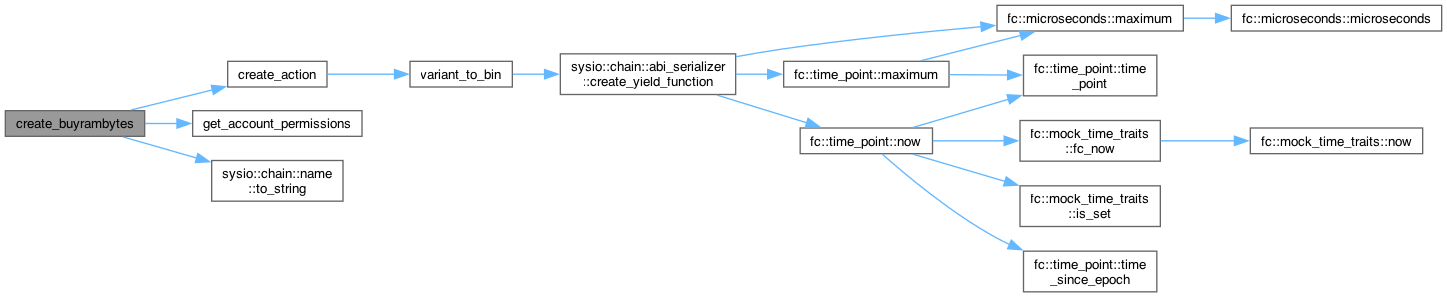 create_buyrambytes
create_action
get_account_permissions
sysio::chain::name
::to_string
variant_to_bin
sysio::chain::abi_serializer
::create_yield_function
fc::microseconds::maximum
fc::microseconds::microseconds
fc::time_point::maximum
fc::time_point::time
_point
fc::time_point::now
fc::mock_time_traits
::fc_now
fc::mock_time_traits::now
fc::mock_time_traits
::is_set
fc::time_point::time
_since_epoch